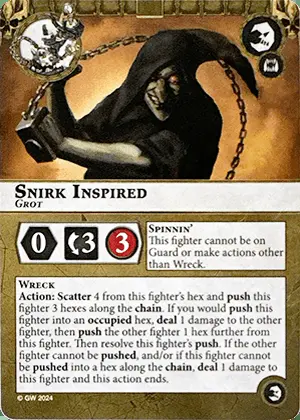 Snirk Inspired
Grot
0 3 3
Spinnin'
This fighter cannot be on
Guard or make actions other
than Wreck.
Wreck
Action: Scatter 4 from this fighter's hex and push this
fighter 3 hexes along the chain. If you would push this
fighter into an occupied hex, deal 1 damage to the other
fighter, then push the other fighter 1 hex further from
this fighter. Then resolve this fighter's push. If the other
fighter cannot be pushed, and/or if this fighter cannot
be pushed into a hex along the chain, deal 1 damage to
this fighter and this action ends.
© GW 2024